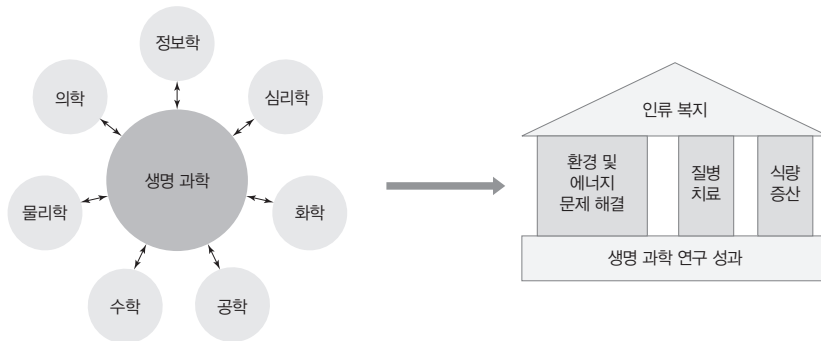 정보학
의학
심리학
생명 과학
물리학
화학
수학
공학
인류 복지
환경 및
에너지
문제 해결
질병
치료
식량
증산
생명 과학 연구 성과